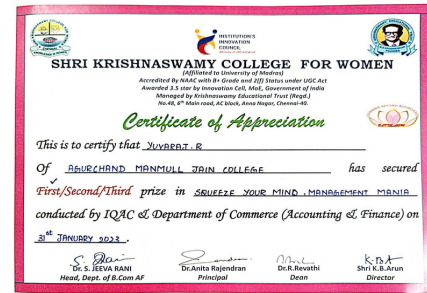 INSTITUTION'S
INNOVATION
COUNCIL
SHRI KRISHNASWAMY COLLEGE FOR WOMEN
(Affiliated to University of Madras)
Accredited By NAAC with B+ Grade and 2(f) Status under UGC Act
Awarded 3.5 star by Innovation Cell, MoE, Government of India
Managed by Krishnaswamy Educational Trust (Regd.)
No.48, 6th Main road, AC block, Anna Nagar, Chennai-40.
Certificate of Appreciation
This is to certify that YUVARAJ.R
Of AGURCHAND MANMULL JAIN COLLEGE has secured
First/Second/Third prize in SQUEEZE YOUR MIND, MANAGEMENT MANIA
conducted by IQAC & Department of Commerce (Accounting & Finance) on
31st JANUARY 2023.
Dr. S. JEEVA RANI Dr.Anita Rajendran Dr.R.Revathi Shri K.B.Arun
Head, Dept. of B.Com AF Principal Dean Director